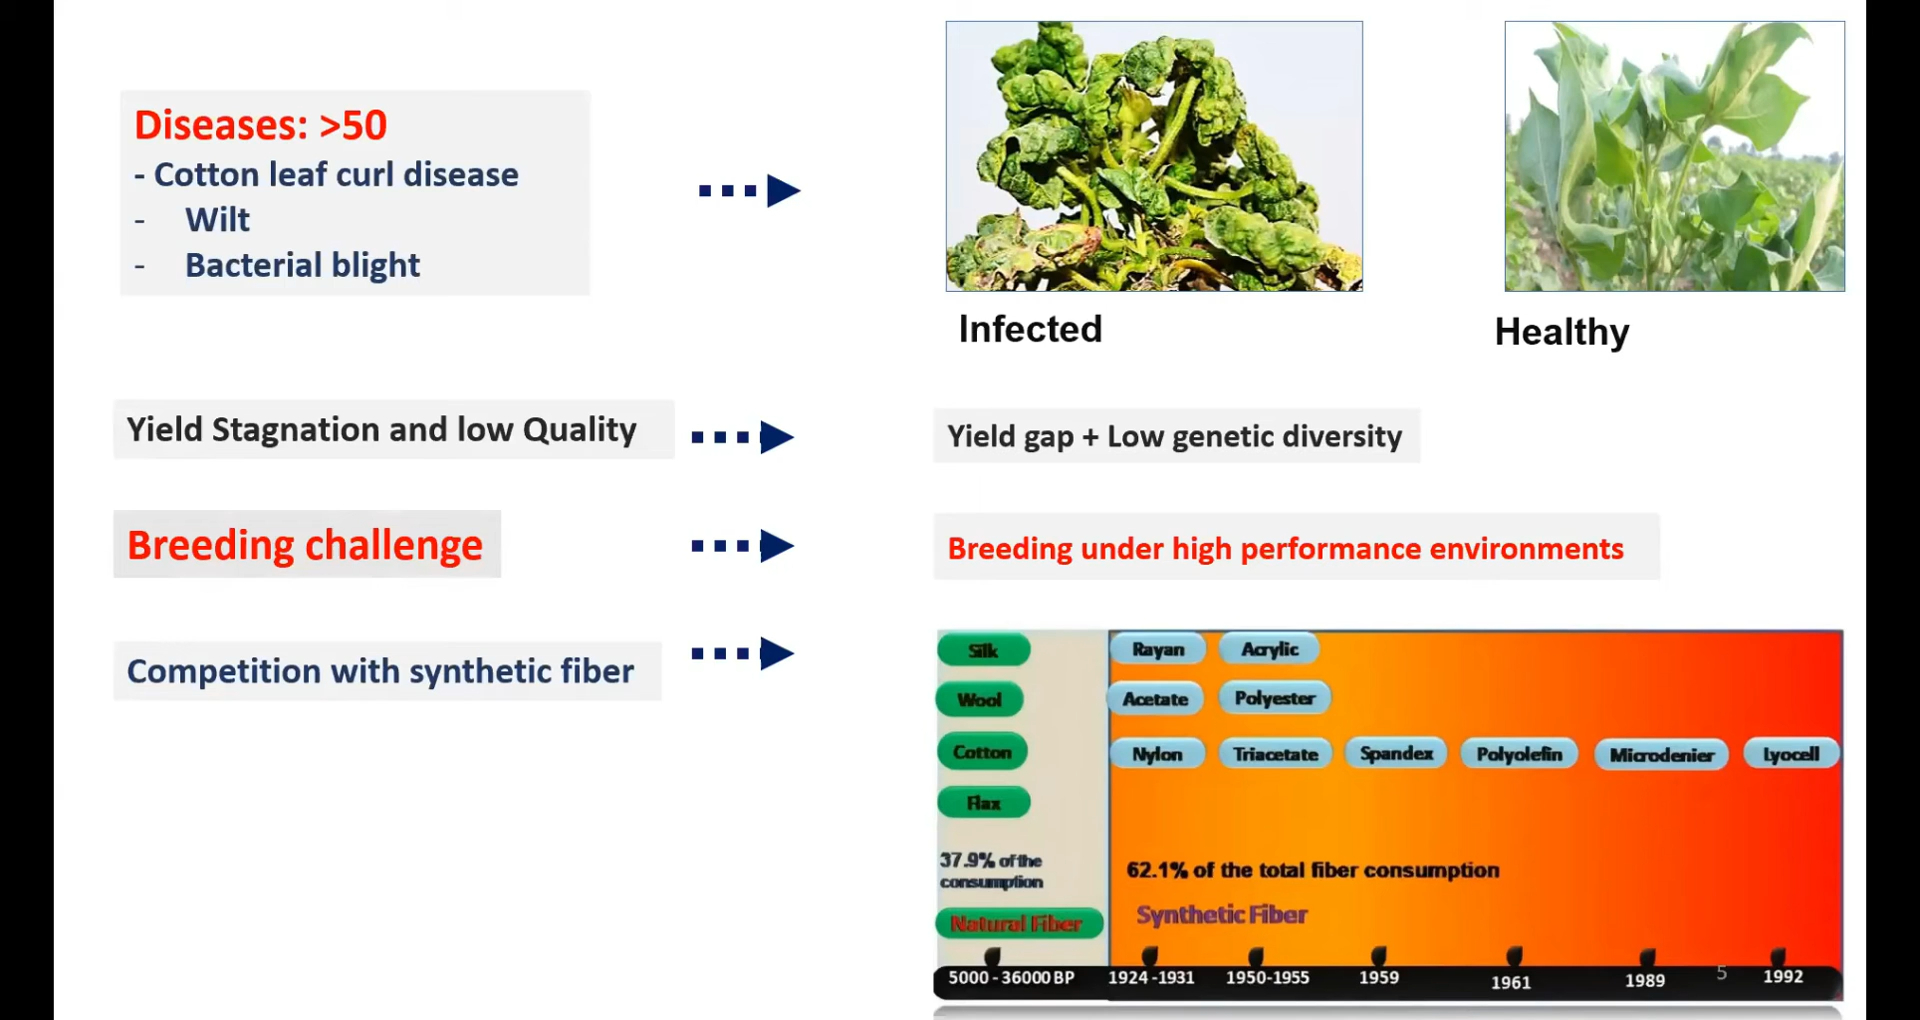 Diseases: >50
- Cotton leaf curl disease
- Wilt
- Bacterial blight
Infected
Healthy
Yield Stagnation and low Quality
Yield gap + Low genetic diversity
Breeding challenge
Breeding under high performance environments
Competition with synthetic fiber
Silk
Rayan
Acrylic
Wool
Acetate
Polyester
Cotton
Nylon
Triacetate
Spandex
Polyolefin
Microdenier
Lyocell
Flax
37.9% of the
consumption
62.1% of the total fiber consumption
Natural Fiber
Synthetic Fiber
5000 - 36000 BP
1924 -1931
1950-1955
1959
1961
1989
5
1992